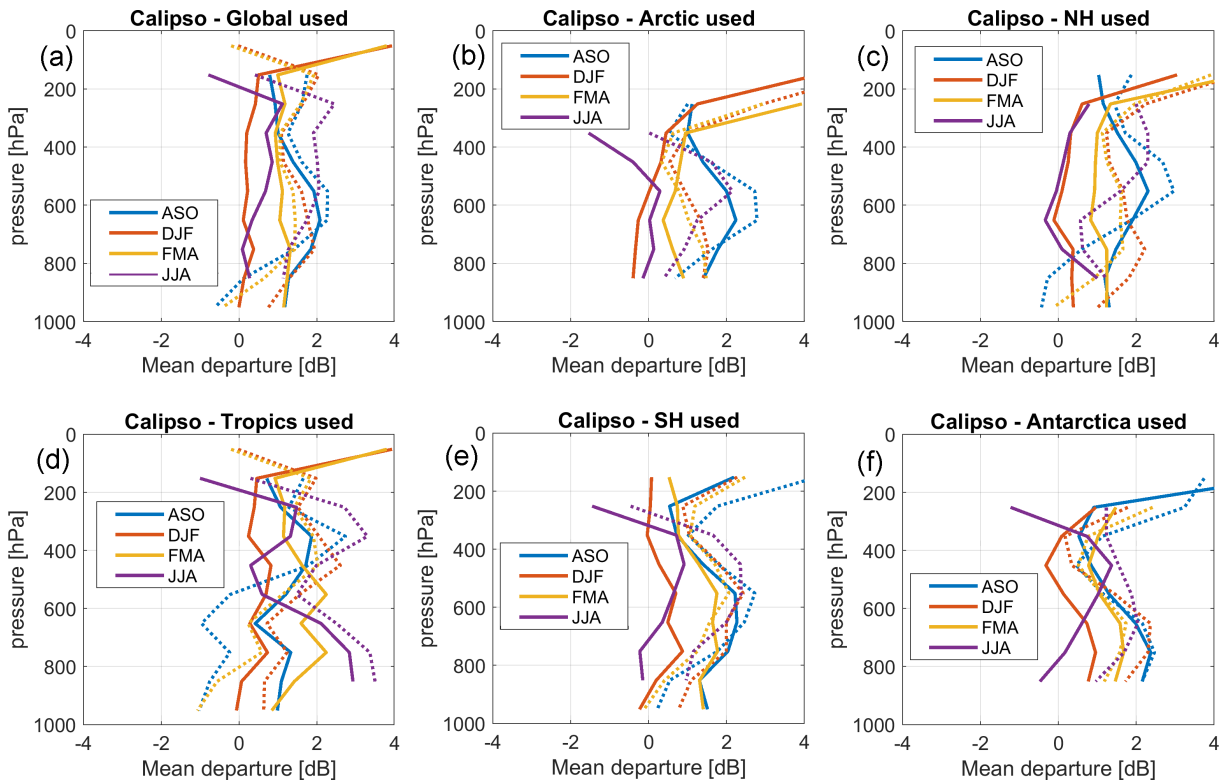 Calipso - Global used
(a)
0
200
400
600
800
1000
pressure [hPa]
ASO
DJF
FMA
JJA
-4
-2
0
2
4
Mean departure [dB]
Calipso - Arctic used
(b)
0
200
400
600
800
1000
pressure [hPa]
ASO
DJF
FMA
JJA
-4
-2
0
2
4
Mean departure [dB]
Calipso - NH used
(c)
0
200
400
600
800
1000
pressure [hPa]
ASO
DJF
FMA
JJA
-4
-2
0
2
4
Mean departure [dB]
Calipso - Tropics used
(d)
0
200
400
600
800
1000
pressure [hPa]
ASO
DJF
FMA
JJA
-4
-2
0
2
4
Mean departure [dB]
Calipso - SH used
(e)
0
200
400
600
800
1000
pressure [hPa]
ASO
DJF
FMA
JJA
-4
-2
0
2
4
Mean departure [dB]
Calipso - Antarctica used
(f)
0
200
400
600
800
1000
pressure [hPa]
ASO
DJF
FMA
JJA
-4
-2
0
2
4
Mean departure [dB]